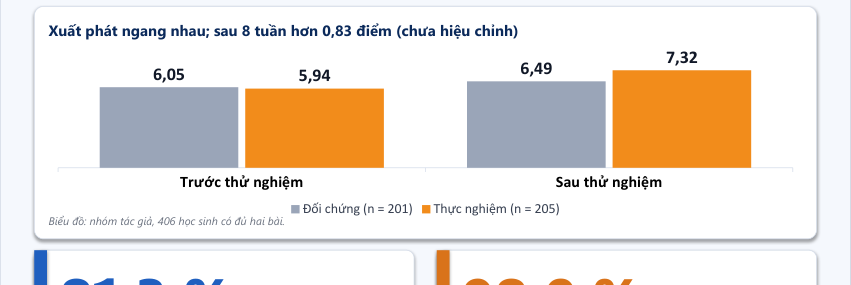 Xuất phát ngang nhau; sau 8 tuần hơn 0,83 điểm (chưa hiệu chỉnh)
6,05
5,94
6,49
7,32
Trước thử nghiệm
Sau thử nghiệm
Đối chứng (n = 201)
Thực nghiệm (n = 205)
Biểu đồ: nhóm tác giả, 406 học sinh có đủ hai bài.